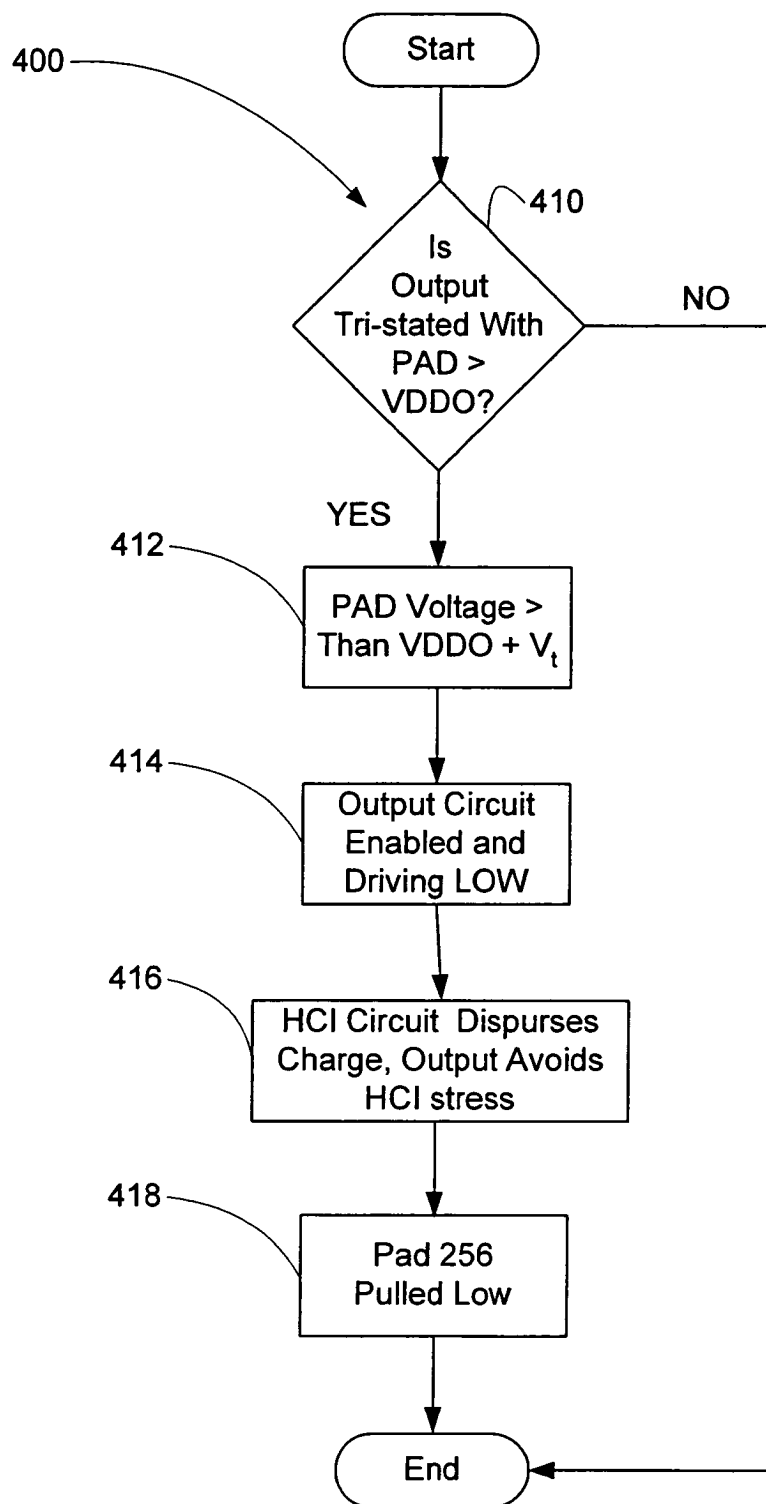 Start
400
410
Is
Output
Tri-stated With
PAD >
VDDO?
NO
YES
412
PAD Voltage >
Than VDDO + Vt
414
Output Circuit
Enabled and
Driving LOW
416
HCI Circuit Dispurses
Charge, Output Avoids
HCI stress
418
Pad 256
Pulled Low
End